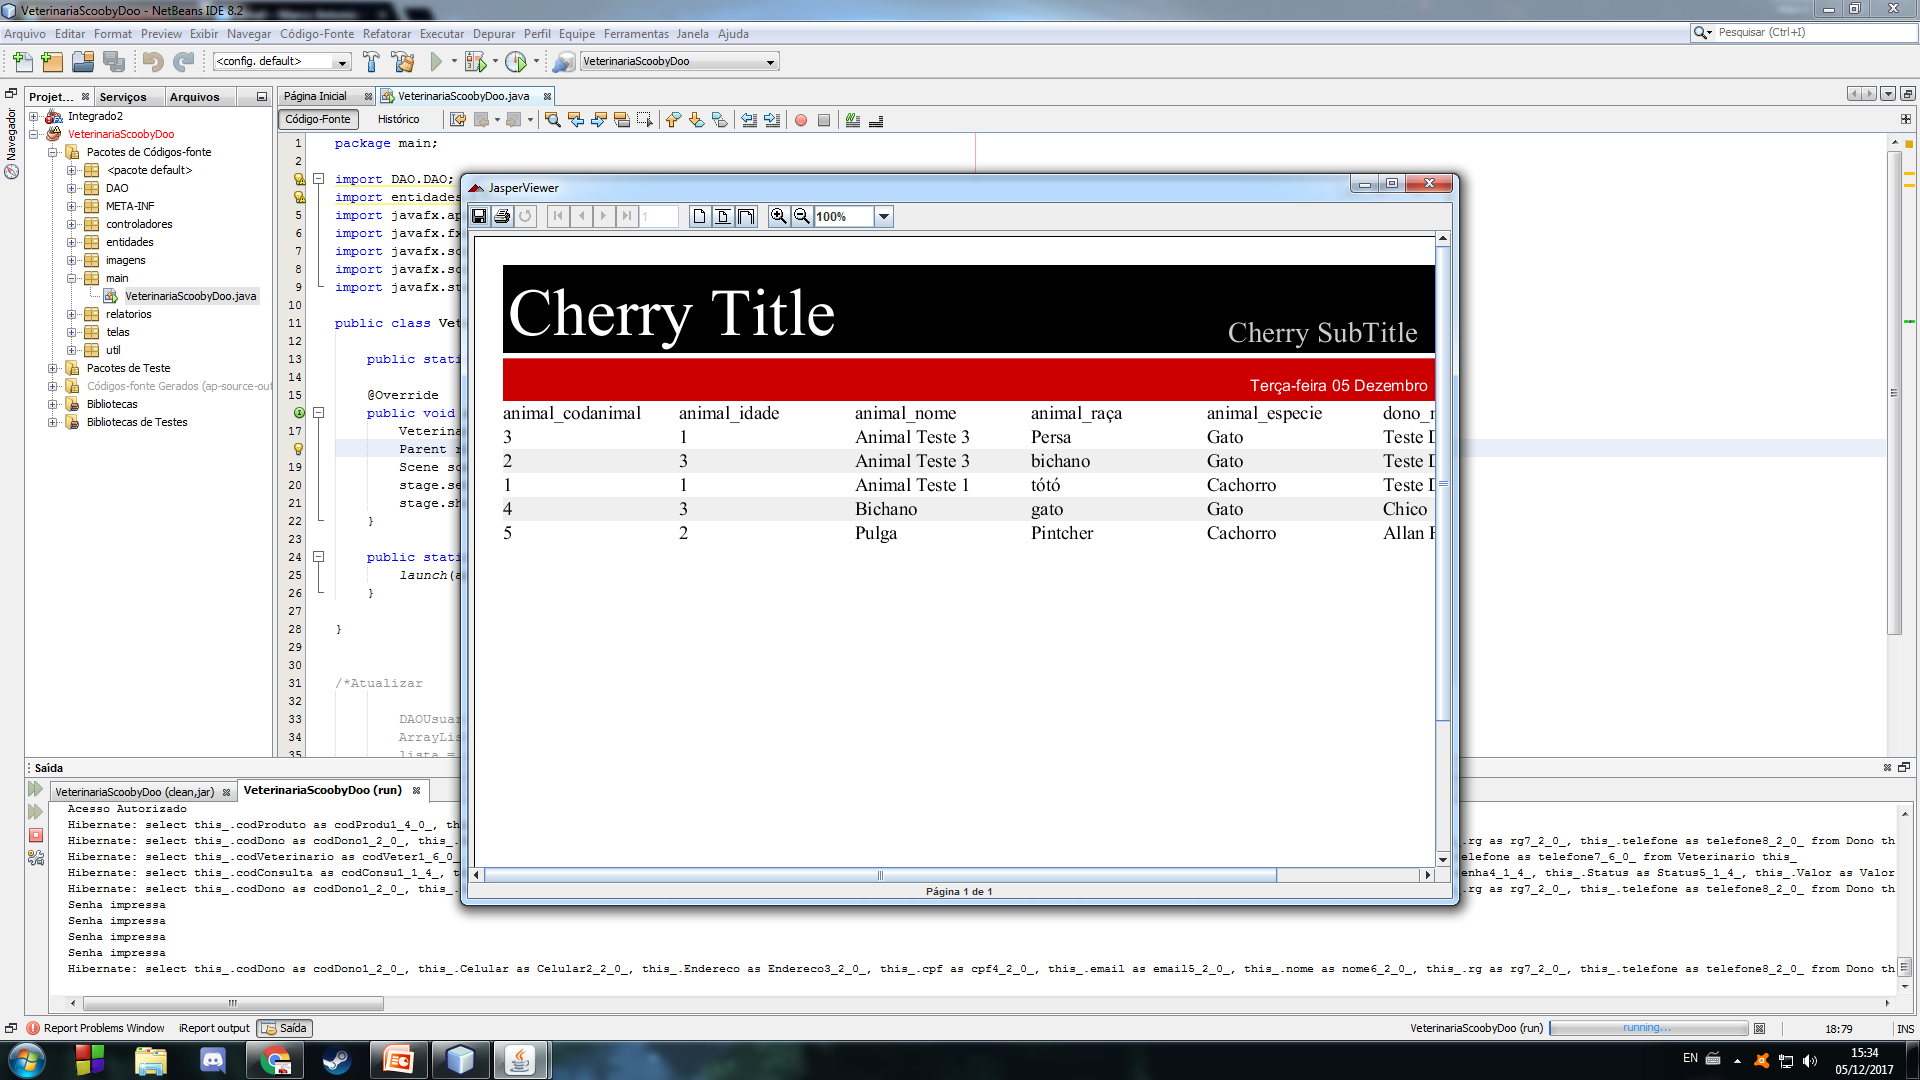 VeterinariaScoobyDoo - NetBeans IDE 8.2
Arquivo Editar Format Preview Exibir Navegar Código-Fonte Refatorar Executar Depurar Perfil Equipe Ferramentas Janela Ajuda
Pesquisar (Ctrl+I)
<config. default>
VeterinariaScoobyDoo
Navegador
Projet... Serviços Arquivos
Integrado2
VeterinariaScoobyDoo
Pacotes de Códigos-fonte
<pacote default>
DAO
META-INF
controladores
entidades
imagens
main
VeterinariaScoobyDoo.java
relatorios
telas
util
Pacotes de Teste
Códigos-fonte Gerados (ap-source-out
Bibliotecas
Bibliotecas de Testes
Página Inicial VeterinariaScoobyDoo.java
Código-Fonte Histórico
1 package main;
2
import DAO.DAO;
import entidades
5 import javafx.ap
6 import javafx.fx
7 import javafx.sc
8 import javafx.sc
9 import javafx.st
10
11 public class Vet
12
13 public stati
14
15 @Override
public void
17 Veterina
Parent r
19 Scene sc
20 stage.se
21 stage.sh
22 }
23
24 public stati
25 launch(a
26 }
27
28 }
29
30
31 /*Atualizar
32
33 DAOUsuar
34 ArrayLis
35 lista =
JasperViewer
1
100%
Cherry Title
Cherry SubTitle
Terça-feira 05 Dezembro
animal_codanimal animal_idade animal_nome animal_raça animal_especie dono_n
3 1 Animal Teste 3 Persa Gato Teste D
2 3 Animal Teste 3 bichano Gato Teste D
1 1 Animal Teste 1 tótó Cachorro Teste D
4 3 Bichano gato Gato Chico
5 2 Pulga Pintcher Cachorro Allan F
Página 1 de 1
Saída
VeterinariaScoobyDoo (clean,jar) VeterinariaScoobyDoo (run)
Acesso Autorizado
Hibernate: select this_.codProduto as codProdu1_4_0_, th
Hibernate: select this_.codDono as codDono1_2_0_, this_. .rg as rg7_2_0_, this_.telefone as telefone8_2_0_ from Dono th
Hibernate: select this_.codVeterinario as codVeter1_6_0_ elefone as telefone7_6_0_ from Veterinario this_
Hibernate: select this_.codConsulta as codConsu1_1_4_, t enha4_1_4_, this_.Status as Status5_1_4_, this_.Valor as Valor
Hibernate: select this_.codDono as codDono1_2_0_, this_. .rg as rg7_2_0_, this_.telefone as telefone8_2_0_ from Dono th
Senha impressa
Senha impressa
Senha impressa
Senha impressa
Hibernate: select this_.codDono as codDono1_2_0_, this_.Celular as Celular2_2_0_, this_.Endereco as Endereco3_2_0_, this_.cpf as cpf4_2_0_, this_.email as email5_2_0_, this_.nome as nome6_2_0_, this_.rg as rg7_2_0_, this_.telefone as telefone8_2_0_ from Dono th
Report Problems Window iReport output Saída
VeterinariaScoobyDoo (run) running... 18:79 INS
EN
15:34
05/12/2017